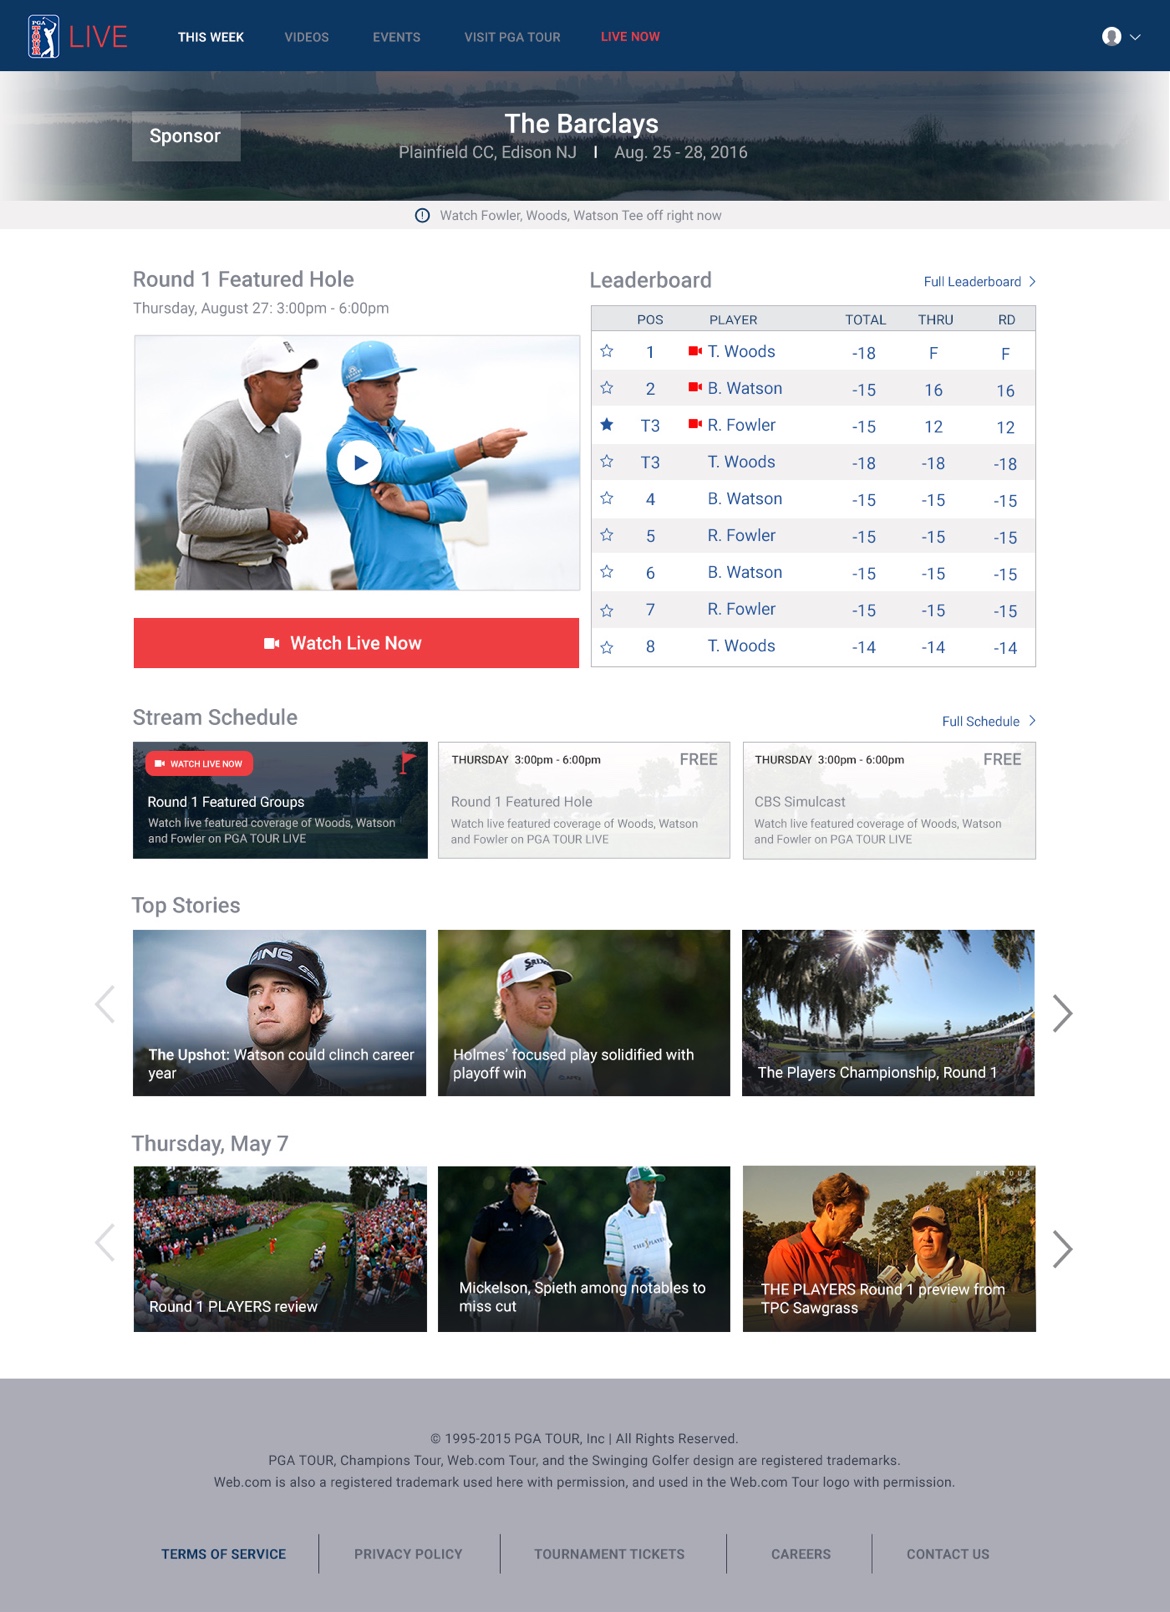 PGA TOUR LIVE THIS WEEK VIDEOS EVENTS VISIT PGA TOUR LIVE NOW
Sponsor
The Barclays
Plainfield CC, Edison NJ | Aug. 25 - 28, 2016
Watch Fowler, Woods, Watson Tee off right now
Round 1 Featured Hole
Thursday, August 27: 3:00pm - 6:00pm
Watch Live Now
Leaderboard
Full Leaderboard
POS PLAYER TOTAL THRU RD
1 T. Woods -18 F F
2 B. Watson -15 16 16
T3 R. Fowler -15 12 12
T3 T. Woods -18 -18 -18
4 B. Watson -15 -15 -15
5 R. Fowler -15 -15 -15
6 B. Watson -15 -15 -15
7 R. Fowler -15 -15 -15
8 T. Woods -14 -14 -14
Stream Schedule
Full Schedule
WATCH LIVE NOW
Round 1 Featured Groups
Watch live featured coverage of Woods, Watson
and Fowler on PGA TOUR LIVE
THURSDAY 3:00pm - 6:00pm FREE
Round 1 Featured Hole
Watch live featured coverage of Woods, Watson
and Fowler on PGA TOUR LIVE
THURSDAY 3:00pm - 6:00pm FREE
CBS Simulcast
Watch live featured coverage of Woods, Watson
and Fowler on PGA TOUR LIVE
Top Stories
PING
The Upshot: Watson could clinch career
year
SRIXON
Holmes' focused play solidified with
playoff win
The Players Championship, Round 1
Thursday, May 7
Round 1 PLAYERS review
THE PLAYERS
Mickelson, Spieth among notables to
miss cut
PGA TOUR
THE PLAYERS Round 1 preview from
TPC Sawgrass
© 1995-2015 PGA TOUR, Inc | All Rights Reserved.
PGA TOUR, Champions Tour, Web.com Tour, and the Swinging Golfer design are registered trademarks.
Web.com is also a registered trademark used here with permission, and used in the Web.com Tour logo with permission.
TERMS OF SERVICE PRIVACY POLICY TOURNAMENT TICKETS CAREERS CONTACT US